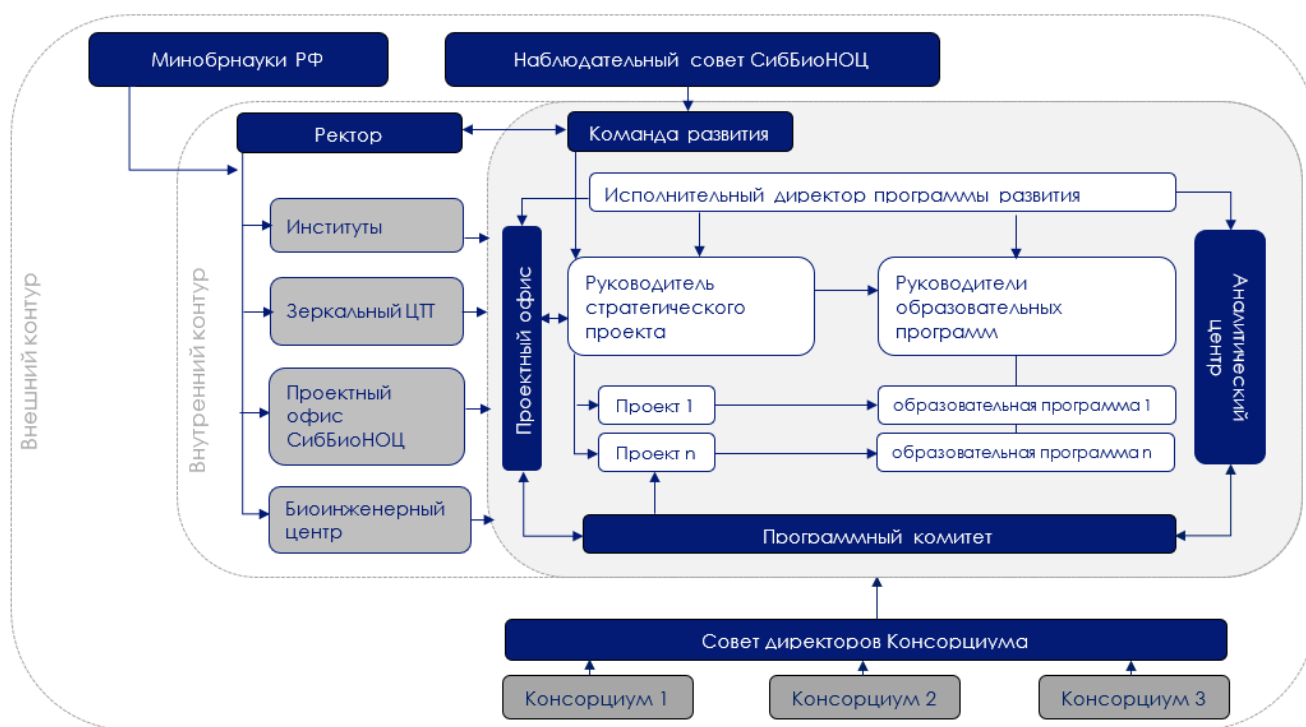 Минобрнауки РФ
Наблюдательный совет СибБиоНОЦ
Ректор
Команда развития
Исполнительный директор программы развития
Институты
Руководитель
стратегического
проекта
Руководители
образовательных
программ
Зеркальный ЦТТ
Проектный офис
Аналитический
центр
Внешний контур
Внутренний контур
Проектный
офис
СибБиоНОЦ
Проект 1
образовательная программа 1
Проект n
образовательная программа n
Биоинженерный
центр
Программный комитет
Совет директоров Консорциума
Консорциум 1
Консорциум 2
Консорциум 3